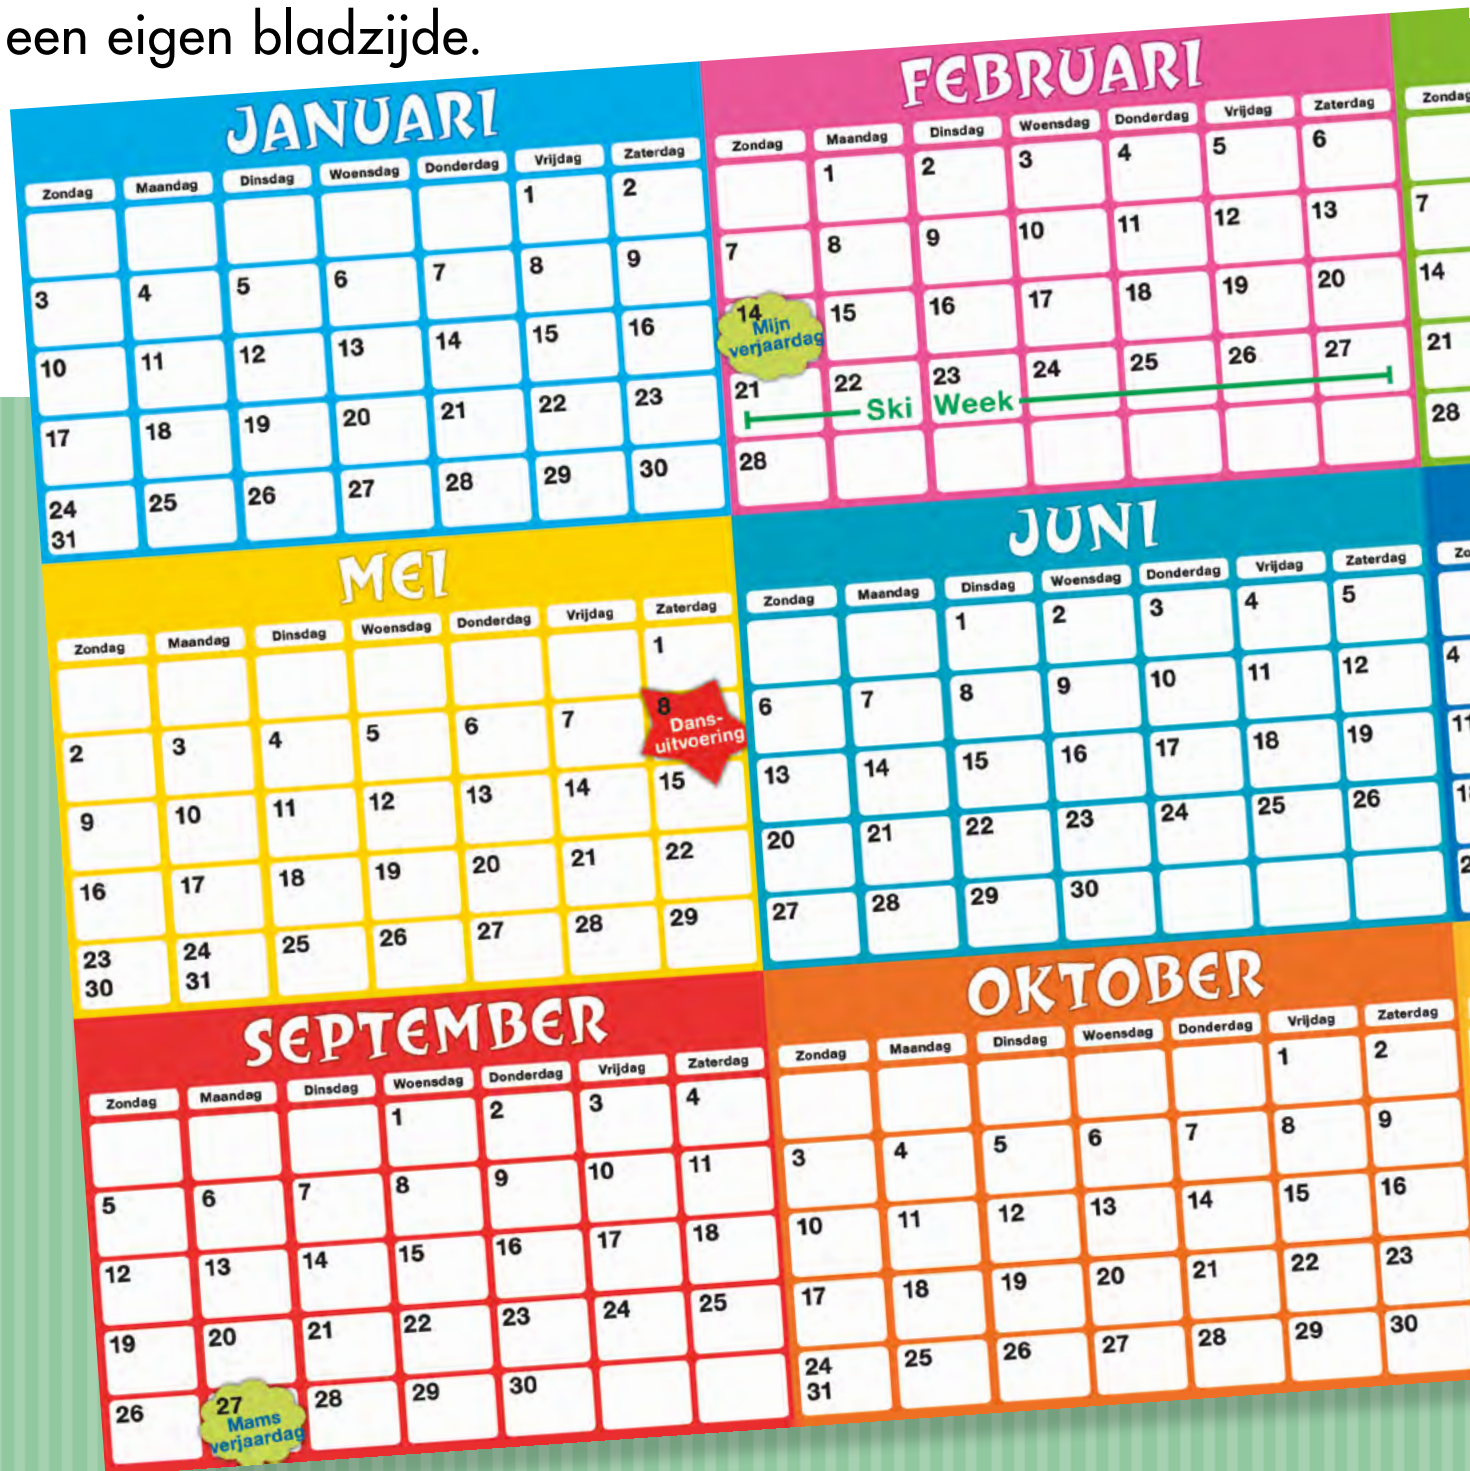 een eigen bladzijde.
JANUARI
Zondag Maandag Dinsdag Woensdag Donderdag Vrijdag Zaterdag
1 2
3 4 5 6 7 8 9
10 11 12 13 14 15 16
17 18 19 20 21 22 23
24 25 26 27 28 29 30
31
FEBRUARI
Zondag Maandag Dinsdag Woensdag Donderdag Vrijdag Zaterdag
1 2 3 4 5 6
7 8 9 10 11 12 13
14 15 16 17 18 19 20
Mijn
verjaardag
21 22 23 24 25 26 27
Ski Week
28
Zondag
7
14
21
28
MEI
Zondag Maandag Dinsdag Woensdag Donderdag Vrijdag Zaterdag
1
2 3 4 5 6 7 8
Dans-
uitvoering
9 10 11 12 13 14 15
16 17 18 19 20 21 22
23 24 25 26 27 28 29
30 31
JUNI
Zondag Maandag Dinsdag Woensdag Donderdag Vrijdag Zaterdag
1 2 3 4 5
6 7 8 9 10 11 12
13 14 15 16 17 18 19
20 21 22 23 24 25 26
27 28 29 30
Zo
4
11
SEPTEMBER
Zondag Maandag Dinsdag Woensdag Donderdag Vrijdag Zaterdag
1 2 3 4
5 6 7 8 9 10 11
12 13 14 15 16 17 18
19 20 21 22 23 24 25
26 27 28 29 30
Mams
verjaardag
OKTOBER
Zondag Maandag Dinsdag Woensdag Donderdag Vrijdag Zaterdag
1 2
3 4 5 6 7 8 9
10 11 12 13 14 15 16
17 18 19 20 21 22 23
24 25 26 27 28 29 30
31